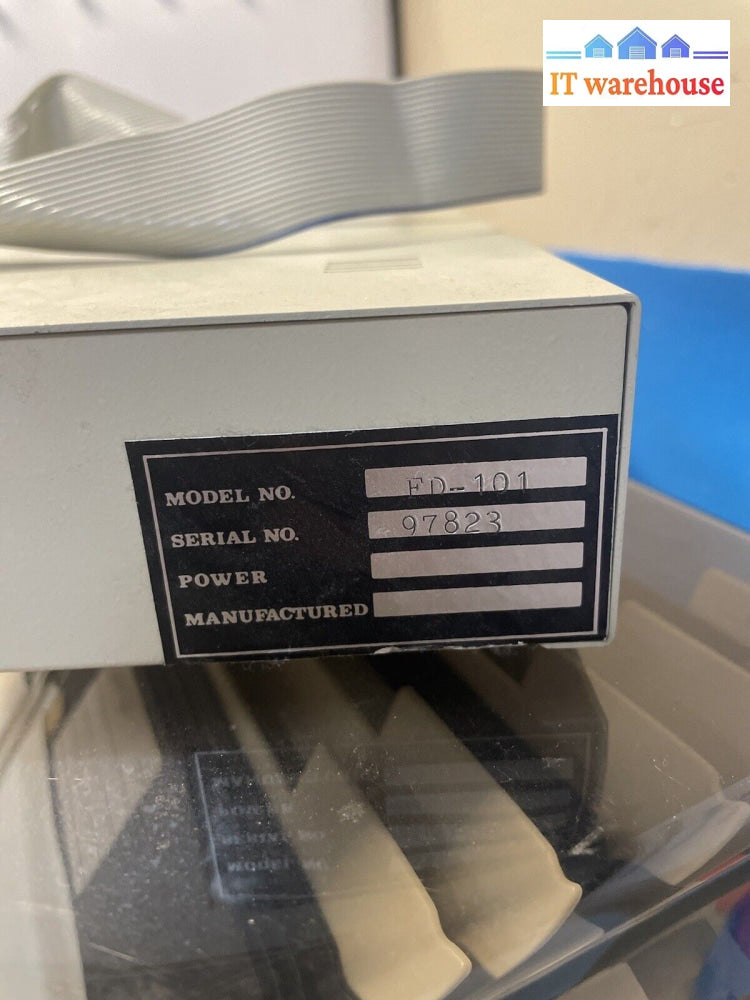 IT warehouse
MODEL NO. FD-101
SERIAL NO. 97823
POWER
MANUFACTURED